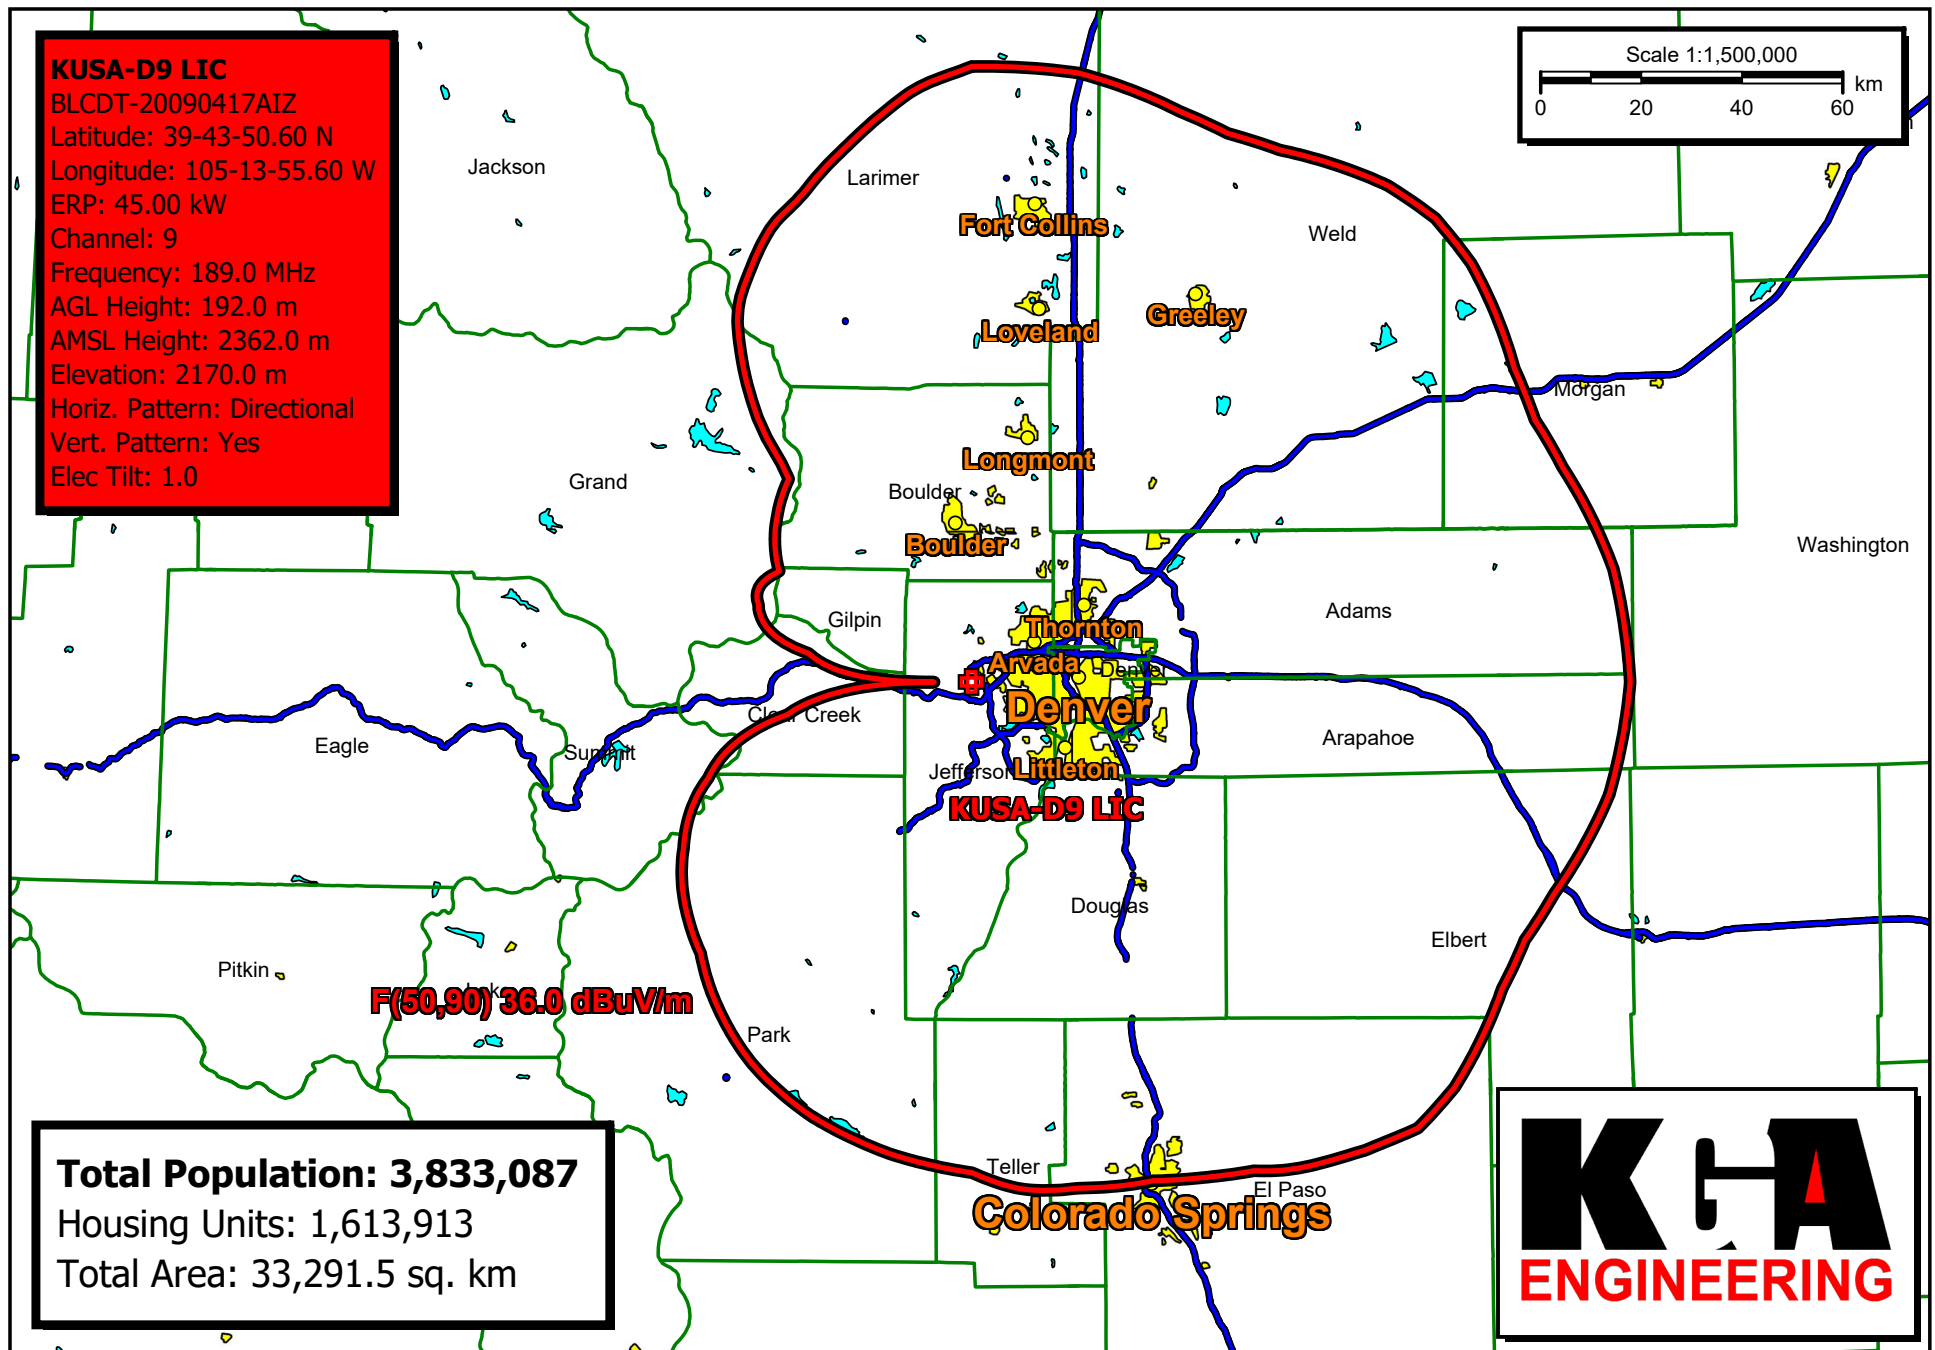 KUSA-D9 LIC
BLCDT-20090417AIZ
Latitude: 39-43-50.60 N
Longitude: 105-13-55.60 W
ERP: 45.00 kW
Channel: 9
Frequency: 189.0 MHz
AGL Height: 192.0 m
AMSL Height: 2362.0 m
Elevation: 2170.0 m
Horiz. Pattern: Directional
Vert. Pattern: Yes
Elec Tilt: 1.0
Scale 1:1,500,000
km
0 20 40 60
Jackson
Larimer
Fort Collins
Weld
Loveland
Greeley
Morgan
Longmont
Grand
Boulder
Boulder
Washington
Gilpin
Thornton
Adams
Arvada
Denver
Denver
Clear Creek
Eagle
Summit
Arapahoe
Jefferson
Littleton
KUSA-D9 LIC
Douglas
Elbert
Pitkin
Lake
F(50,90) 36.0 dBuV/m
Park
Teller
El Paso
Colorado Springs
Total Population: 3,833,087
Housing Units: 1,613,913
Total Area: 33,291.5 sq. km
KGA
ENGINEERING